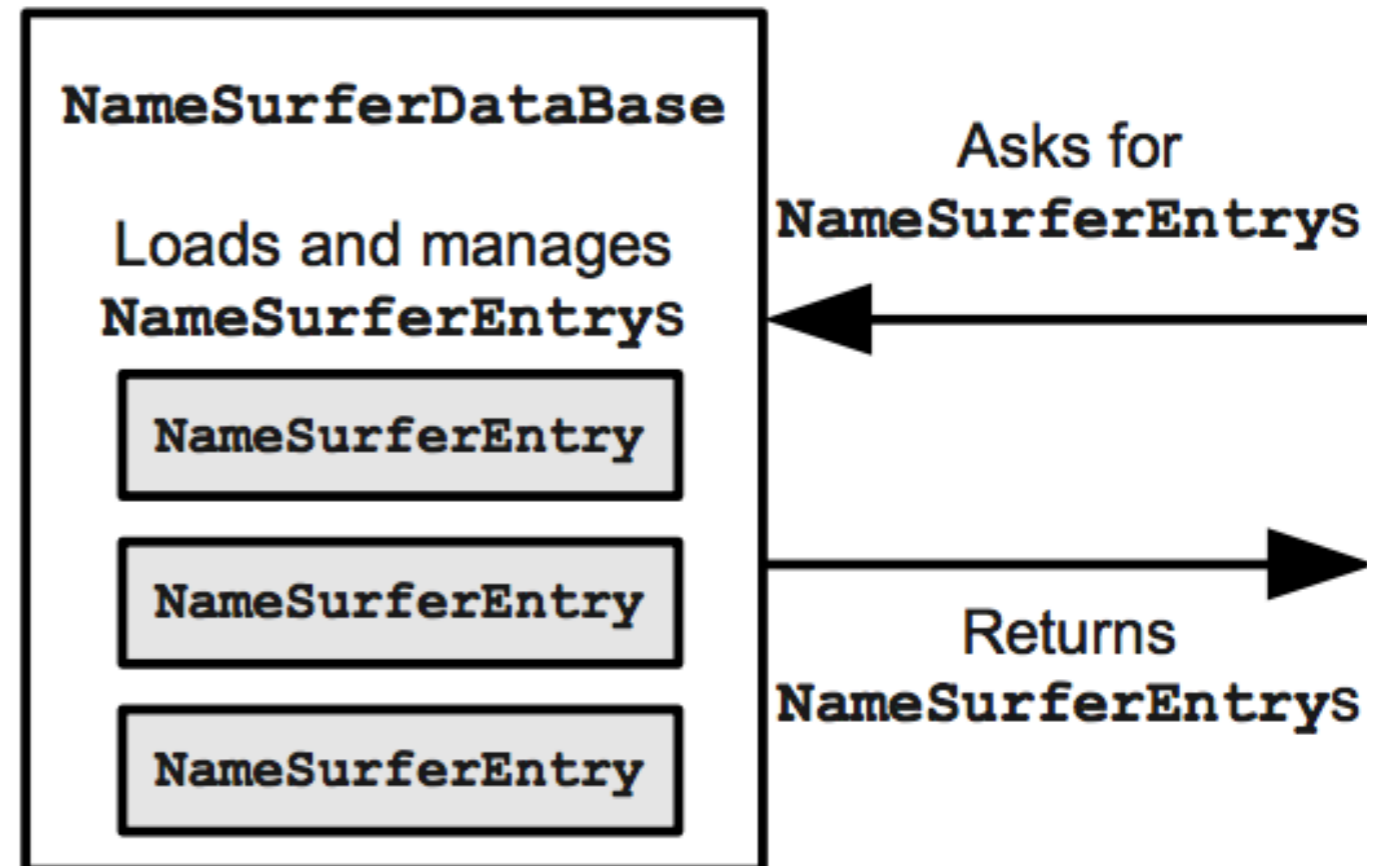 NameSurferDataBase
Loads and manages
NameSurferEntrys
NameSurferEntry
NameSurferEntry
NameSurferEntry
Asks for
NameSurferEntrys
Returns
NameSurferEntrys